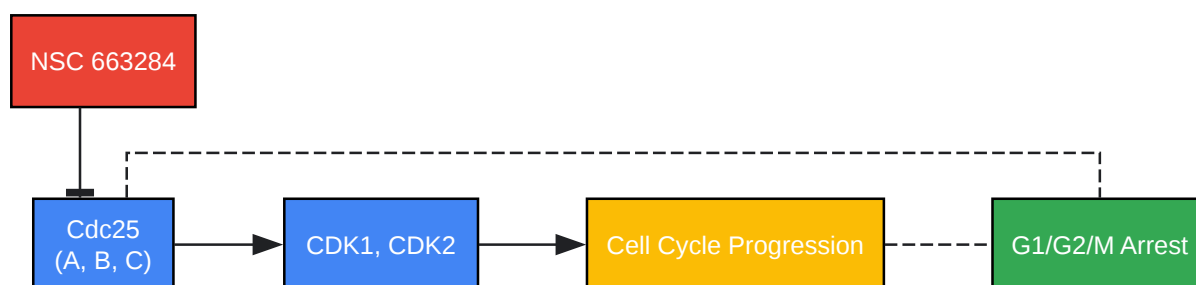 NSC 663284
Cdc25
(A, B, C)
CDK1, CDK2
Cell Cycle Progression
G1/G2/M Arrest